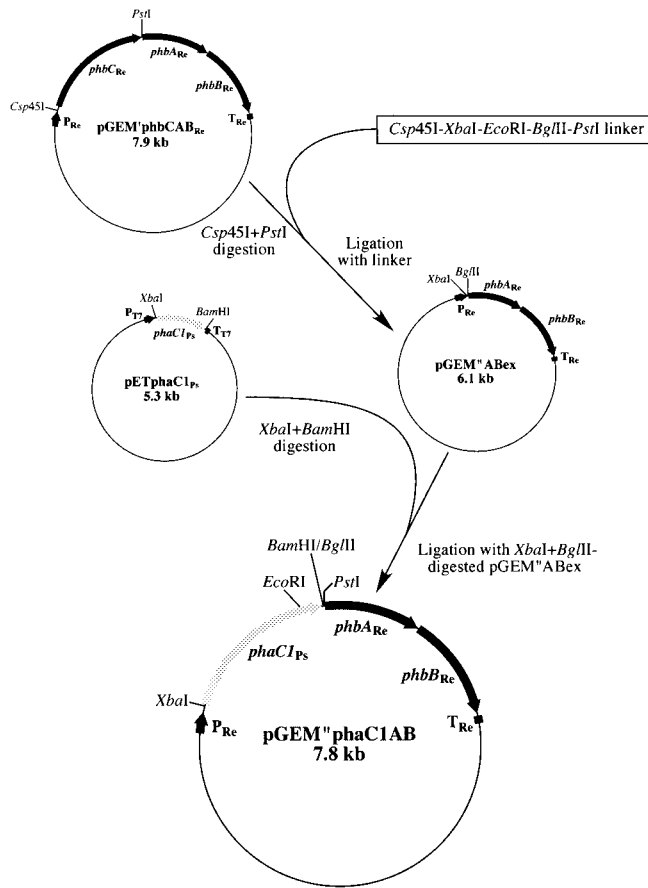 PstI
phbCRe
phbARe
phbBRe
Csp45I
PRe
TRe
pGEM'phbCABRe
7.9 kb
Csp45I-XbaI-EcoRI-BglII-PstI linker
Csp45I+PstI
digestion
Ligation
with linker
XbaI
BglII
phbARe
PRe
phbBRe
TRe
pGEM"ABex
6.1 kb
XbaI
BamHI
PT7
phaC1Ps
TT7
pETphaC1Ps
5.3 kb
XbaI+BamHI
digestion
Ligation with XbaI+BglII-
digested pGEM"ABex
BamHI/BglII
EcoRI
PstI
phbARe
phaC1Ps
phbBRe
XbaI
PRe
TRe
pGEM"phaC1AB
7.8 kb